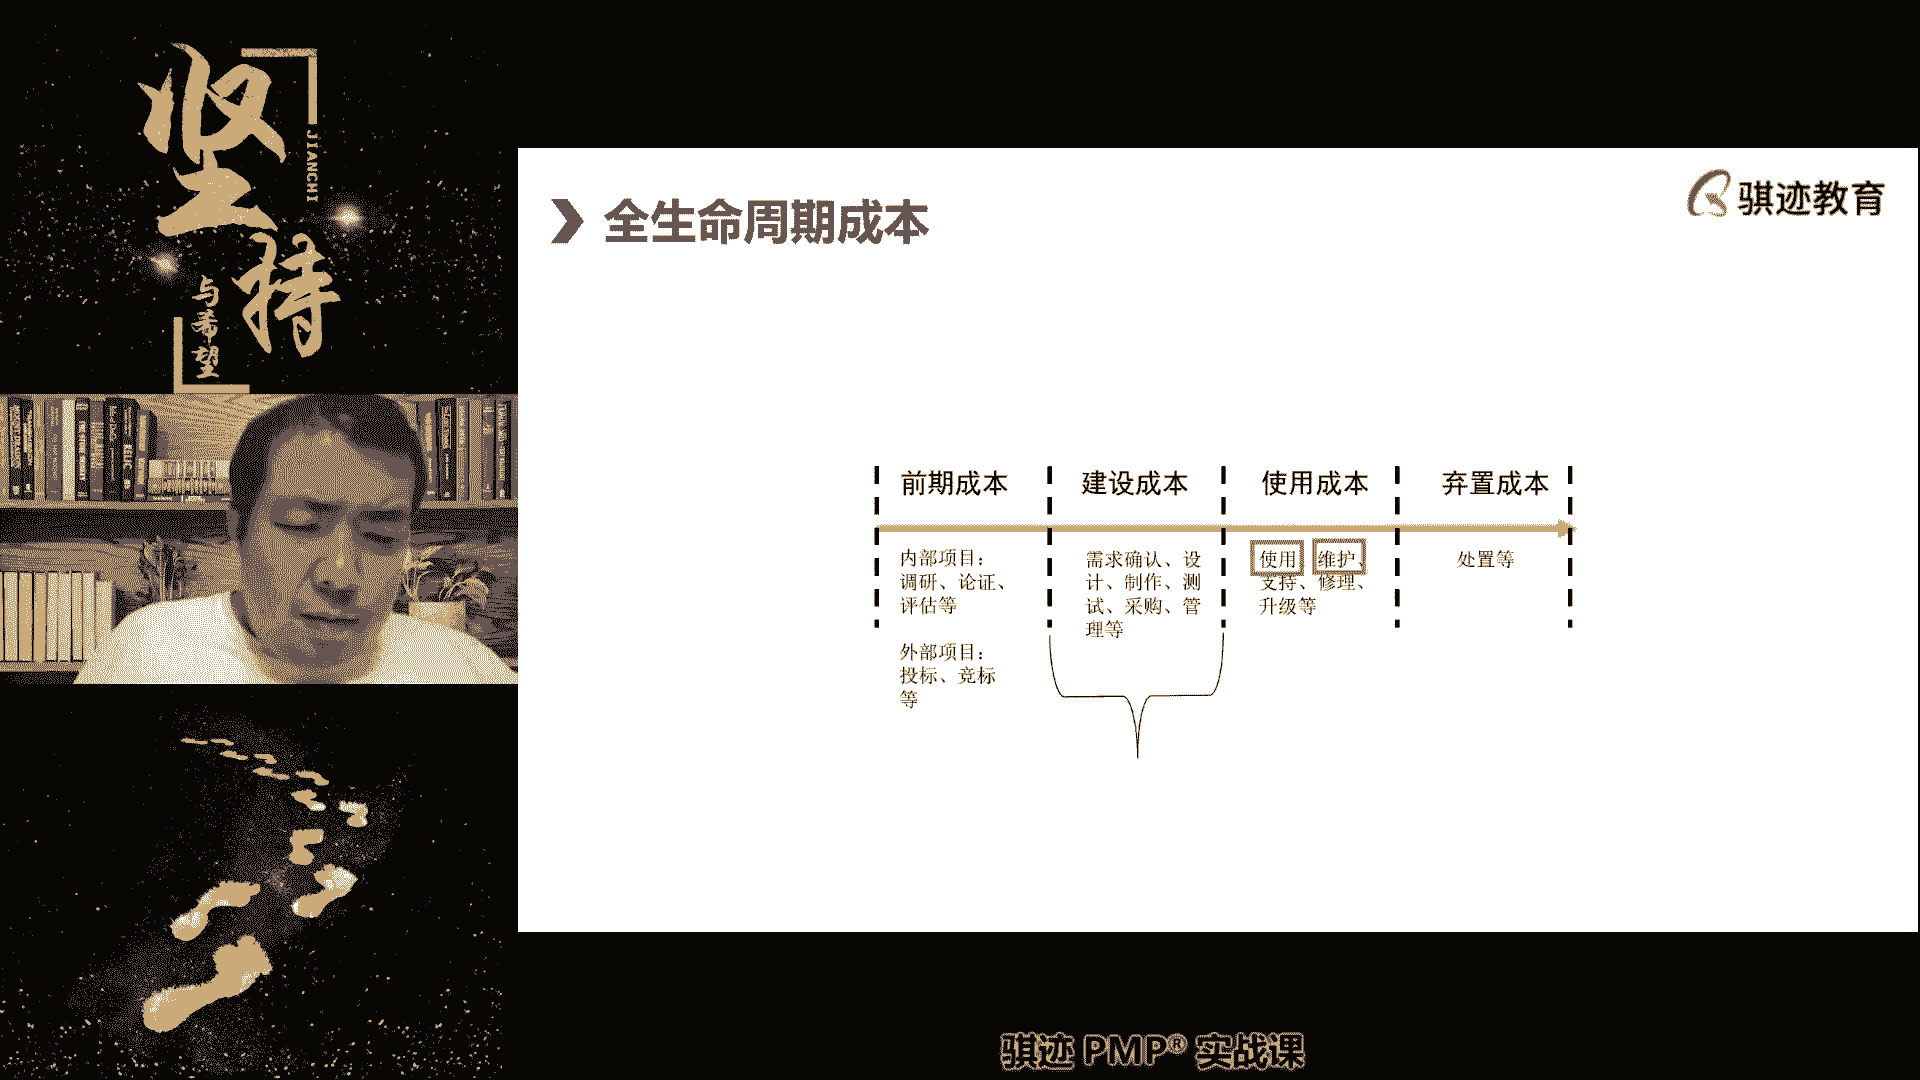 坚持
JIANCHI
与希望
全生命周期成本
骐迹教育
前期成本
建设成本
使用成本
弃置成本
内部项目：
调研、论证、
评估等
外部项目：
投标、竞标
等
需求确认、设
计、制作、测
试、采购、管
理等
使用、维护、
支持、修理、
升级等
处置等
骐迹 PMP® 实战课